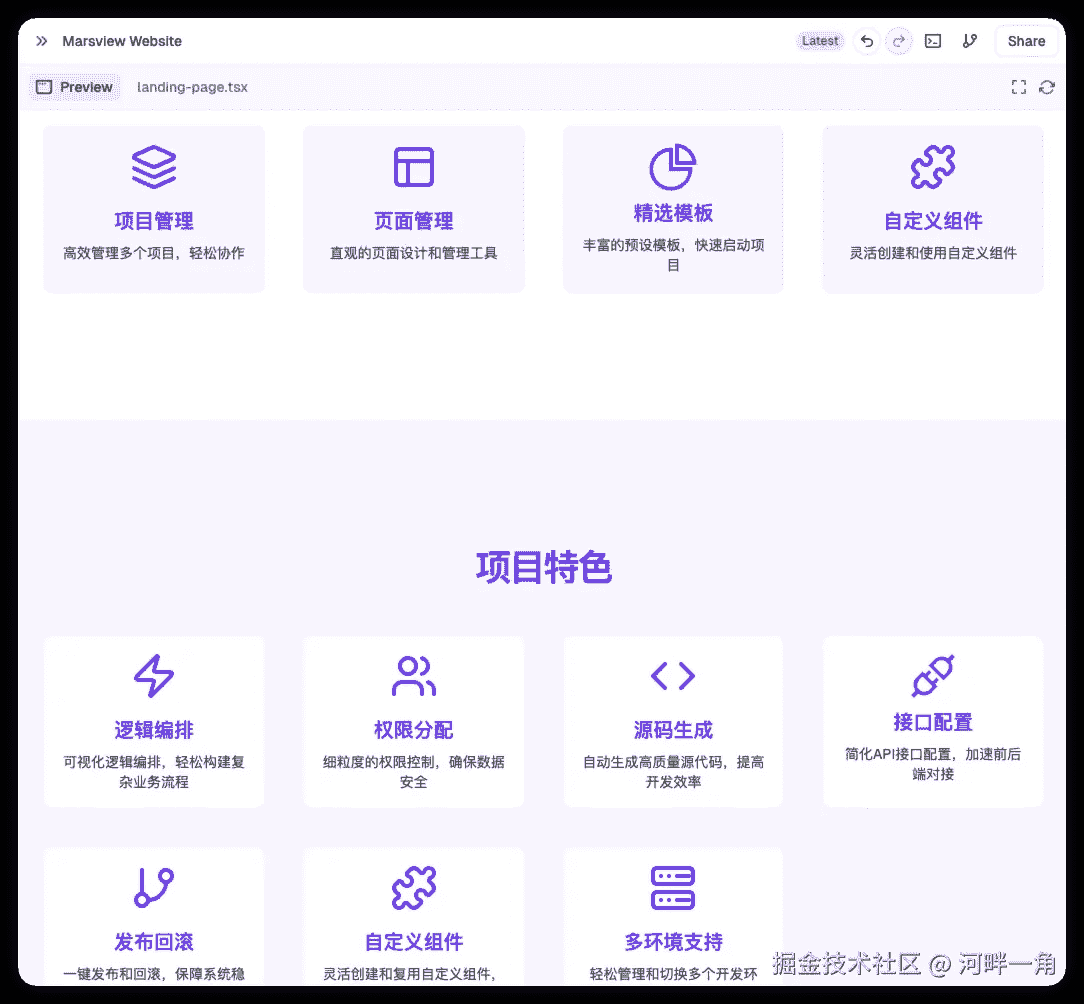 Marsview Website
Latest
Share
Preview
landing-page.tsx
项目管理
高效管理多个项目，轻松协作
页面管理
直观的页面设计和管理工具
精选模板
丰富的预设模板，快速启动项
目
自定义组件
灵活创建和使用自定义组件
项目特色
逻辑编排
可视化逻辑编排，轻松构建复
杂业务流程
权限分配
细粒度的权限控制，确保数据
安全
源码生成
自动生成高质量源代码，提高
开发效率
接口配置
简化API接口配置，加速前后
端对接
发布回滚
一键发布和回滚，保障系统稳
自定义组件
灵活创建和复用自定义组件，
多环境支持
轻松管理和切换多个开发环
掘金技术社区 @ 河畔一角